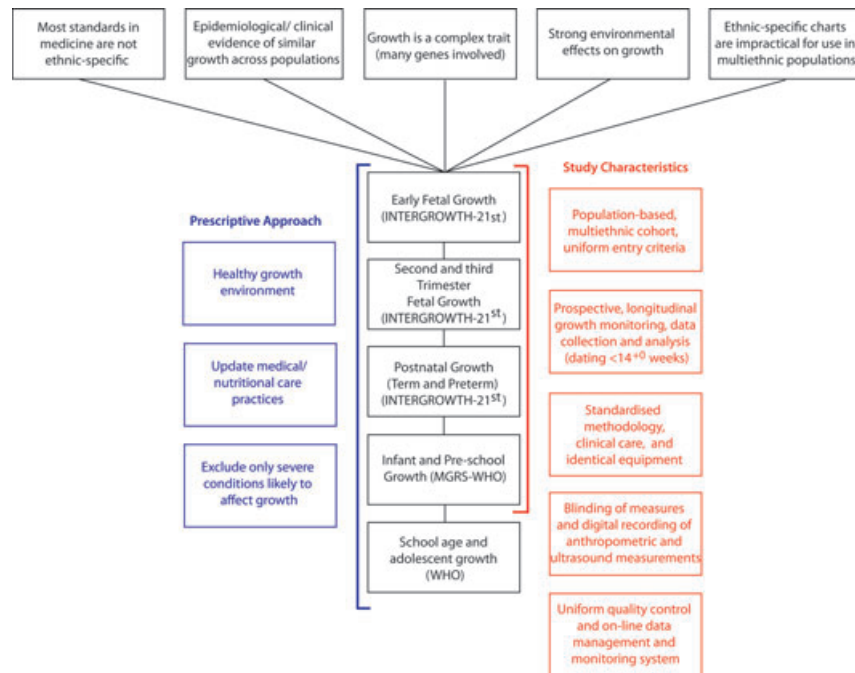 Most standards in
medicine are not
ethnic-specific
Epidemiological/ clinical
evidence of similar
growth across populations
Growth is a complex trait
(many genes involved)
Strong environmental
effects on growth
Ethnic-specific charts
are impractical for use in
multiethnic populations
Prescriptive Approach
Healthy growth
environment
Update medical/
nutritional care
practices
Exclude only severe
conditions likely to
affect growth
Early Fetal Growth
(INTERGROWTH-21st)
Second and third
Trimester
Fetal Growth
(INTERGROWTH-21st)
Postnatal Growth
(Term and Preterm)
(INTERGROWTH-21st)
Infant and Pre-school
Growth (MGRS-WHO)
School age and
adolescent growth
(WHO)
Study Characteristics
Population-based,
multiethnic cohort,
uniform entry criteria
Prospective, longitudinal
growth monitoring, data
collection and analysis
(dating <14+0 weeks)
Standardised
methodology,
clinical care, and
identical equipment
Blinding of measures
and digital recording of
anthropometric and
ultrasound measurements
Uniform quality control
and on-line data
management and
monitoring system